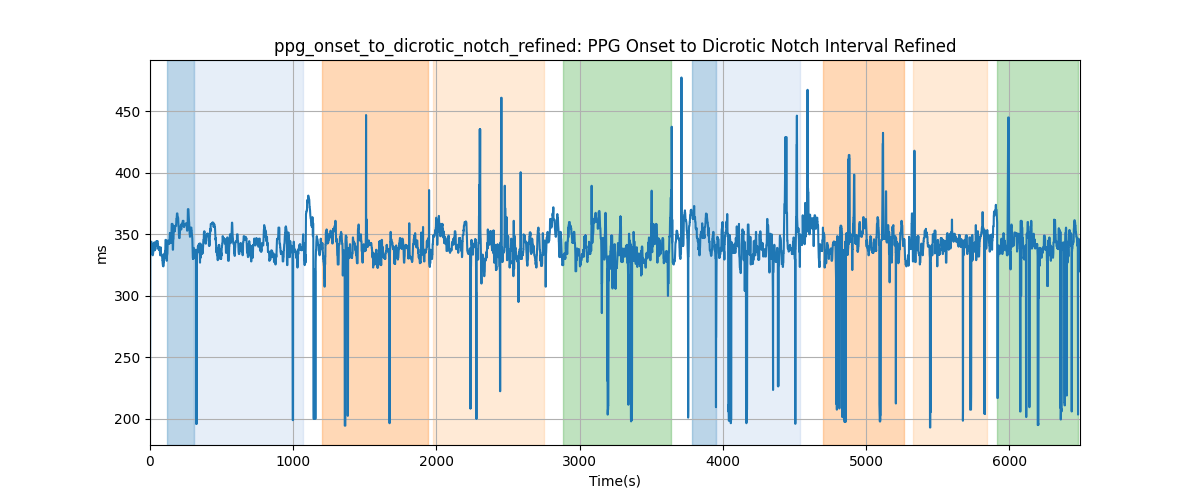 ppg_onset_to_dicrotic_notch_refined: PPG Onset to Dicrotic Notch Interval Refined
450
400
350
300
250
200
ms
0 1000 2000 3000 4000 5000 6000
Time(s)